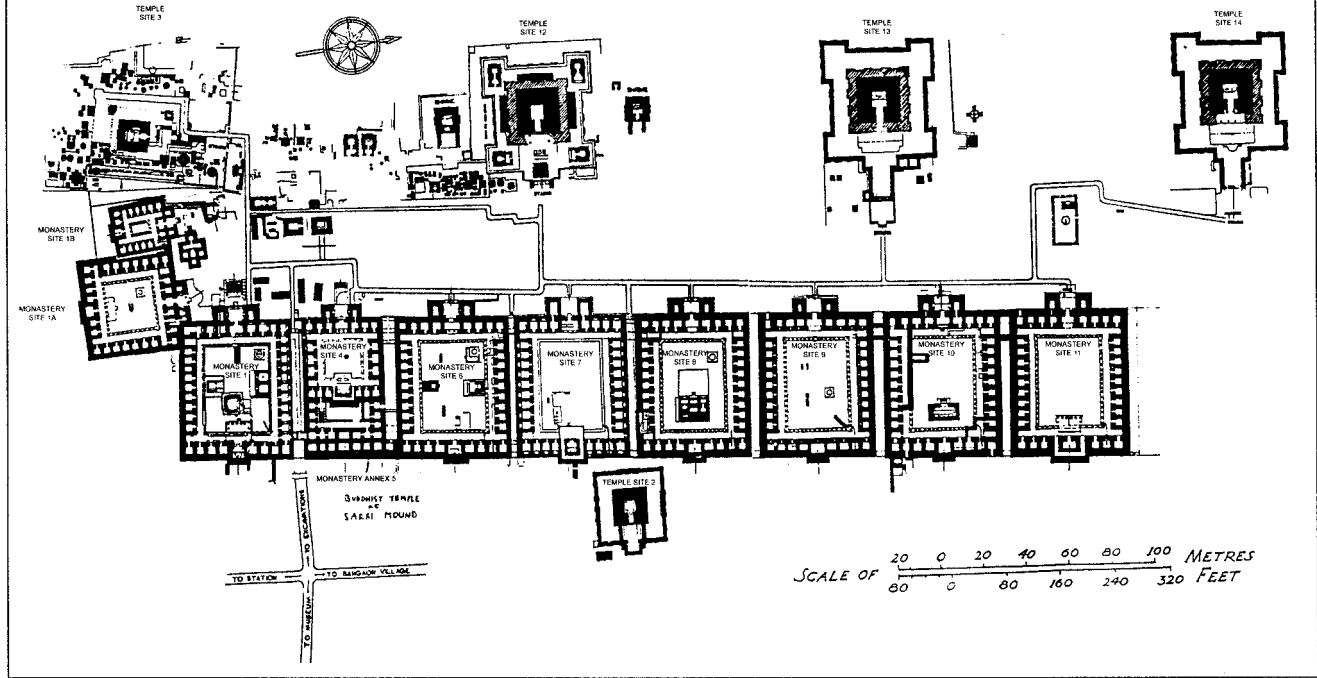 TEMPLE
SITE 3
TEMPLE
SITE 12
TEMPLE
SITE 13
TEMPLE
SITE 14
SHRINE
SHRINE
MONASTERY
SITE 1B
MONASTERY
SITE 1A
MONASTERY
SITE 1
MONASTERY
SITE 4
MONASTERY
SITE 6
MONASTERY
SITE 7
MONASTERY
SITE 8
MONASTERY
SITE 9
MONASTERY
SITE 10
MONASTERY
SITE 11
MONASTERY ANNEX 5
BUDDHIST TEMPLE
AT
SARAI MOUND
TEMPLE SITE 2
TO EXCAVATIONS
TO STATION
TO BARGAON VILLAGE
TO MUSEUM
SCALE OF
20 0 20 40 60 80 100 METRES
80 0 80 160 240 320 FEET